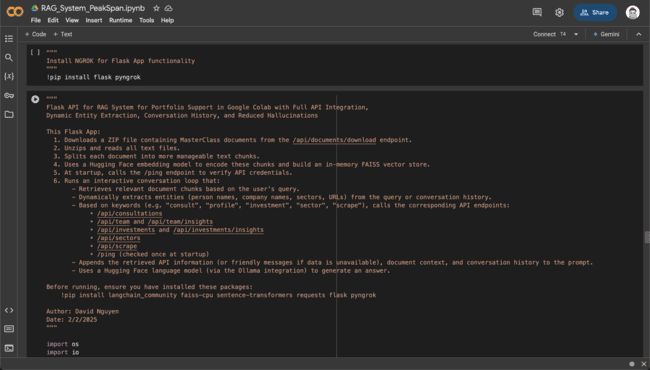 RAG_System_PeakSpan.ipynb
File Edit View Insert Runtime Tools Help
Share
+ Code + Text
Connect T4
Gemini
[ ] """
Install NGROK for Flask App functionality
"""
!pip install flask pyngrok
"""
Flask API for RAG System for Portfolio Support in Google Colab with Full API Integration,
Dynamic Entity Extraction, Conversation History, and Reduced Hallucinations
This Flask App:
1. Downloads a ZIP file containing MasterClass documents from the /api/documents/download endpoint.
2. Unzips and reads all text files.
3. Splits each document into more manageable text chunks.
4. Uses a Hugging Face embedding model to encode these chunks and build an in-memory FAISS vector store.
5. At startup, calls the /ping endpoint to verify API credentials.
6. Runs an interactive conversation loop that:
- Retrieves relevant document chunks based on the user's query.
- Dynamically extracts entities (person names, company names, sectors, URLs) from the query or conversation history.
- Based on keywords (e.g. "consult", "profile", "investment", "sector", "scrape"), calls the corresponding API endpoints:
• /api/consultations
• /api/team and /api/team/insights
• /api/investments and /api/investments/insights
• /api/sectors
• /api/scrape
• /ping (checked once at startup)
- Appends the retrieved API information (or friendly messages if data is unavailable), document context, and conversation history to the prompt.
- Uses a Hugging Face language model (via the Ollama integration) to generate an answer.
Before running, ensure you have installed these packages:
!pip install langchain_community faiss-cpu sentence-transformers requests flask pyngrok
Author: David Nguyen
Date: 2/2/2025
"""
import os
import io